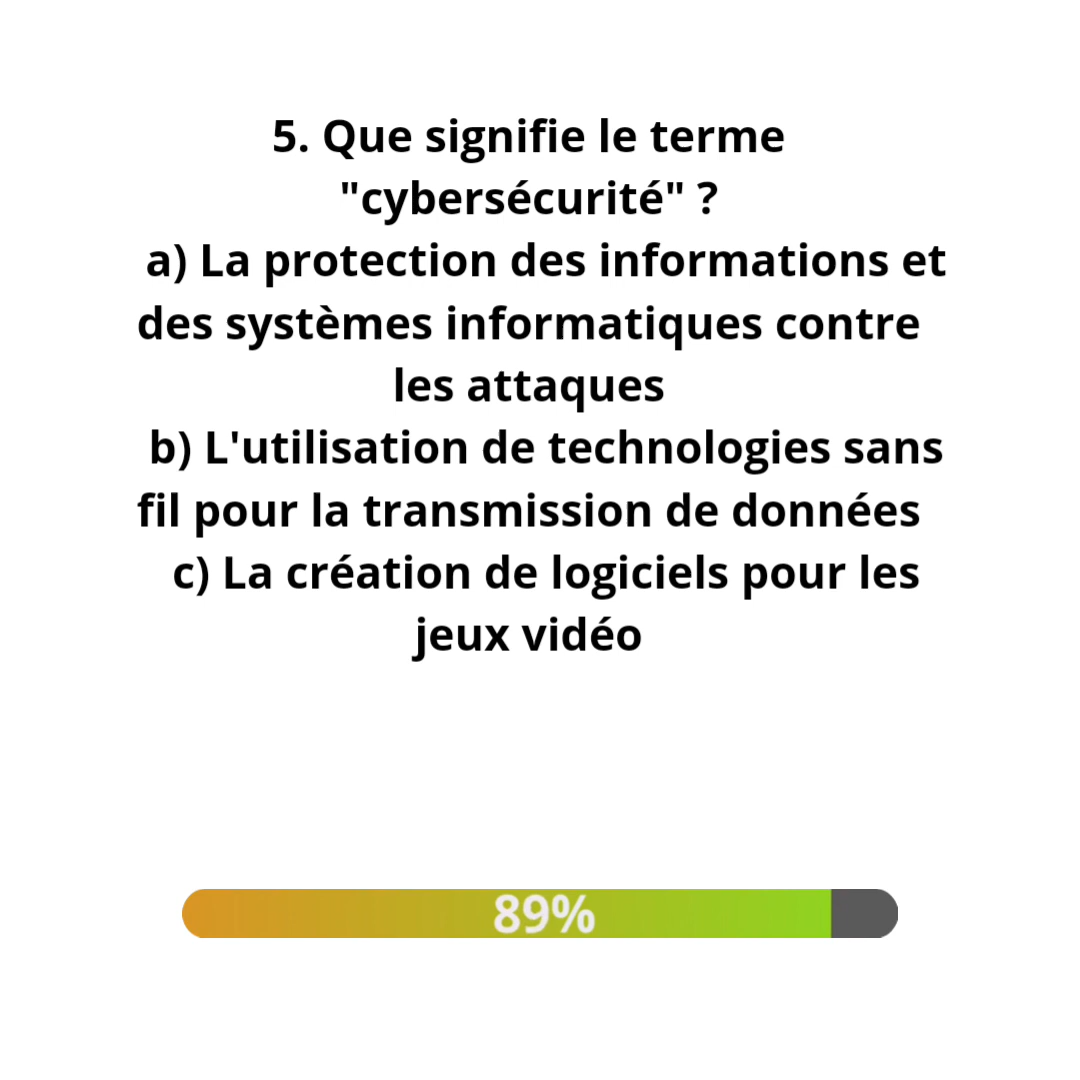 5. Que signifie le terme
"cybersécurité" ?
a) La protection des informations et
des systèmes informatiques contre
les attaques
b) L'utilisation de technologies sans
fil pour la transmission de données
c) La création de logiciels pour les
jeux vidéo
89%